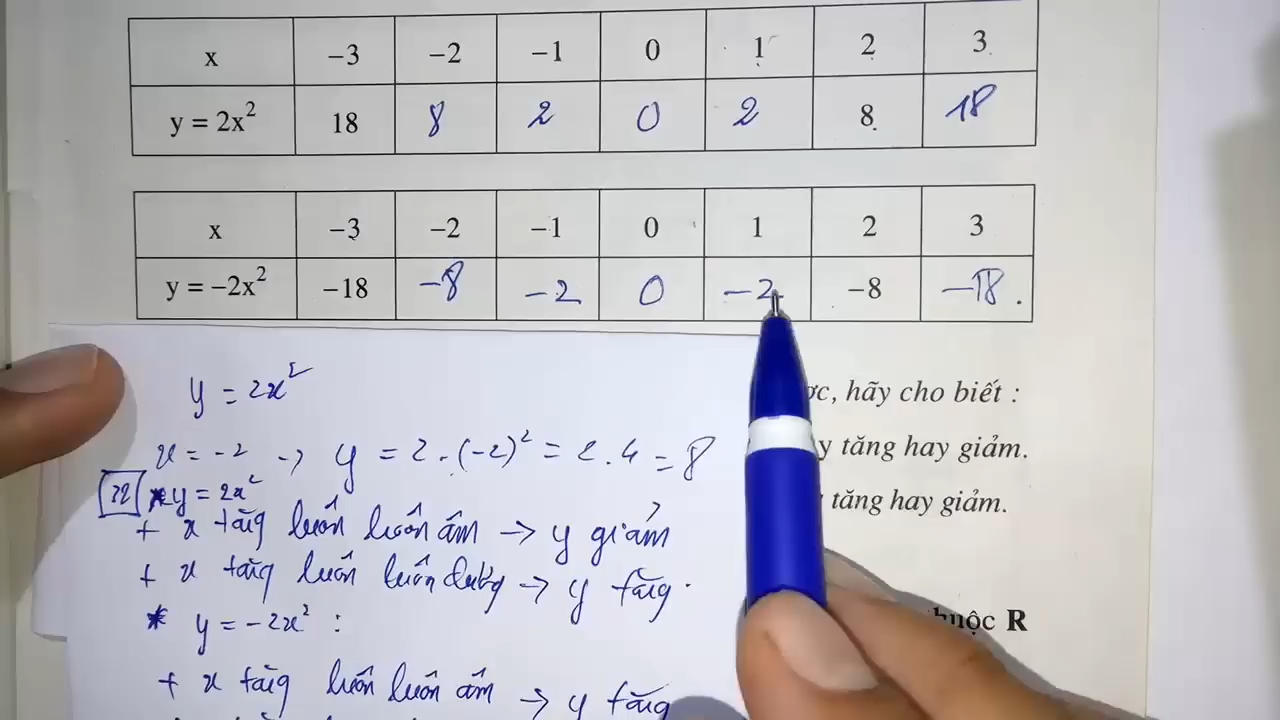 x −3 −2 −1 0 1 2 3
y = 2x² 18 8 2 0 2 8 18
x −3 −2 −1 0 1 2 3
y = −2x² −18 −8 −2 0 −2 −8 −18
y = 2x²
ợc, hãy cho biết :
x = -2 → y = 2.(-2)² = 2.4 = 8
y tăng hay giảm.
?2 * y = 2x²
tăng hay giảm.
+ x tăng luôn luôn âm → y giảm
+ x tăng luôn luôn dương → y tăng.
* y = -2x² :
huộc R
+ x tăng luôn luôn âm → y tăng